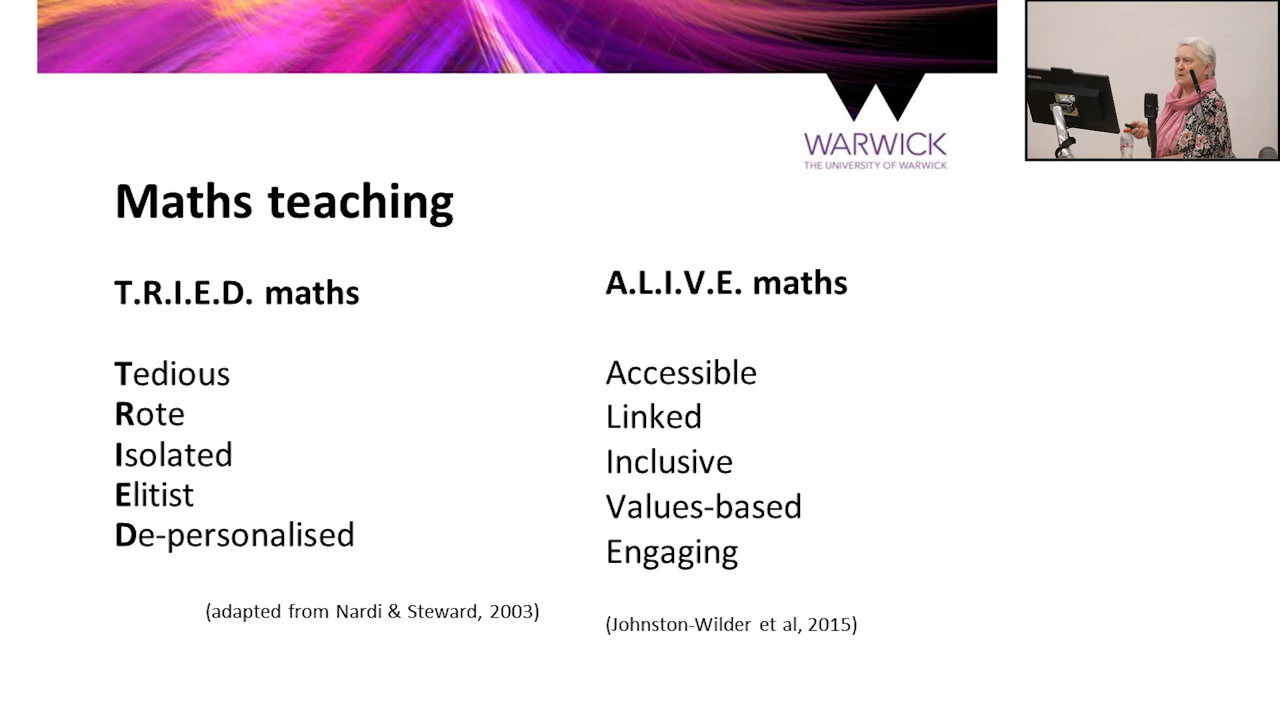 WARWICK
THE UNIVERSITY OF WARWICK
Maths teaching
T.R.I.E.D. maths
Tedious
Rote
Isolated
Elitist
De-personalised
(adapted from Nardi & Steward, 2003)
A.L.I.V.E. maths
Accessible
Linked
Inclusive
Values-based
Engaging
(Johnston-Wilder et al, 2015)